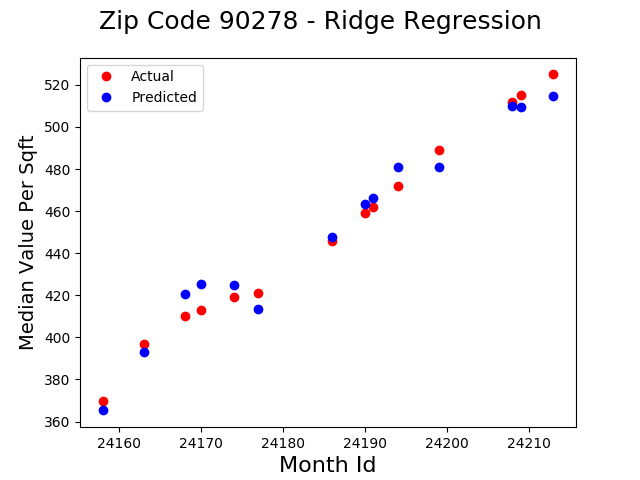 Zip Code 90278 - Ridge Regression
Actual
Predicted
Median Value Per Sqft
520
500
480
460
440
420
400
380
360
24160 24170 24180 24190 24200 24210
Month Id